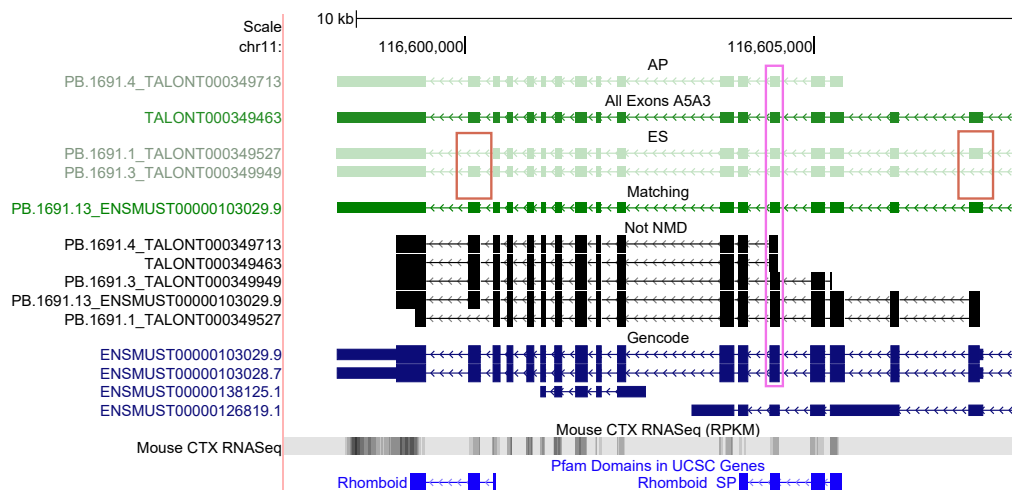 Scale 10 kb
chr11: 116,600,000 116,605,000
AP
PB.1691.4_TALONT000349713
All Exons A5A3
TALONT000349463
ES
PB.1691.1_TALONT000349527
PB.1691.3_TALONT000349949
Matching
PB.1691.13_ENSMUST00000103029.9
Not NMD
PB.1691.4_TALONT000349713
TALONT000349463
PB.1691.3_TALONT000349949
PB.1691.13_ENSMUST00000103029.9
PB.1691.1_TALONT000349527
Gencode
ENSMUST00000103029.9
ENSMUST00000103028.7
ENSMUST00000138125.1
ENSMUST00000126819.1
Mouse CTX RNASeq (RPKM)
Mouse CTX RNASeq
Pfam Domains in UCSC Genes
Rhomboid Rhomboid_SP